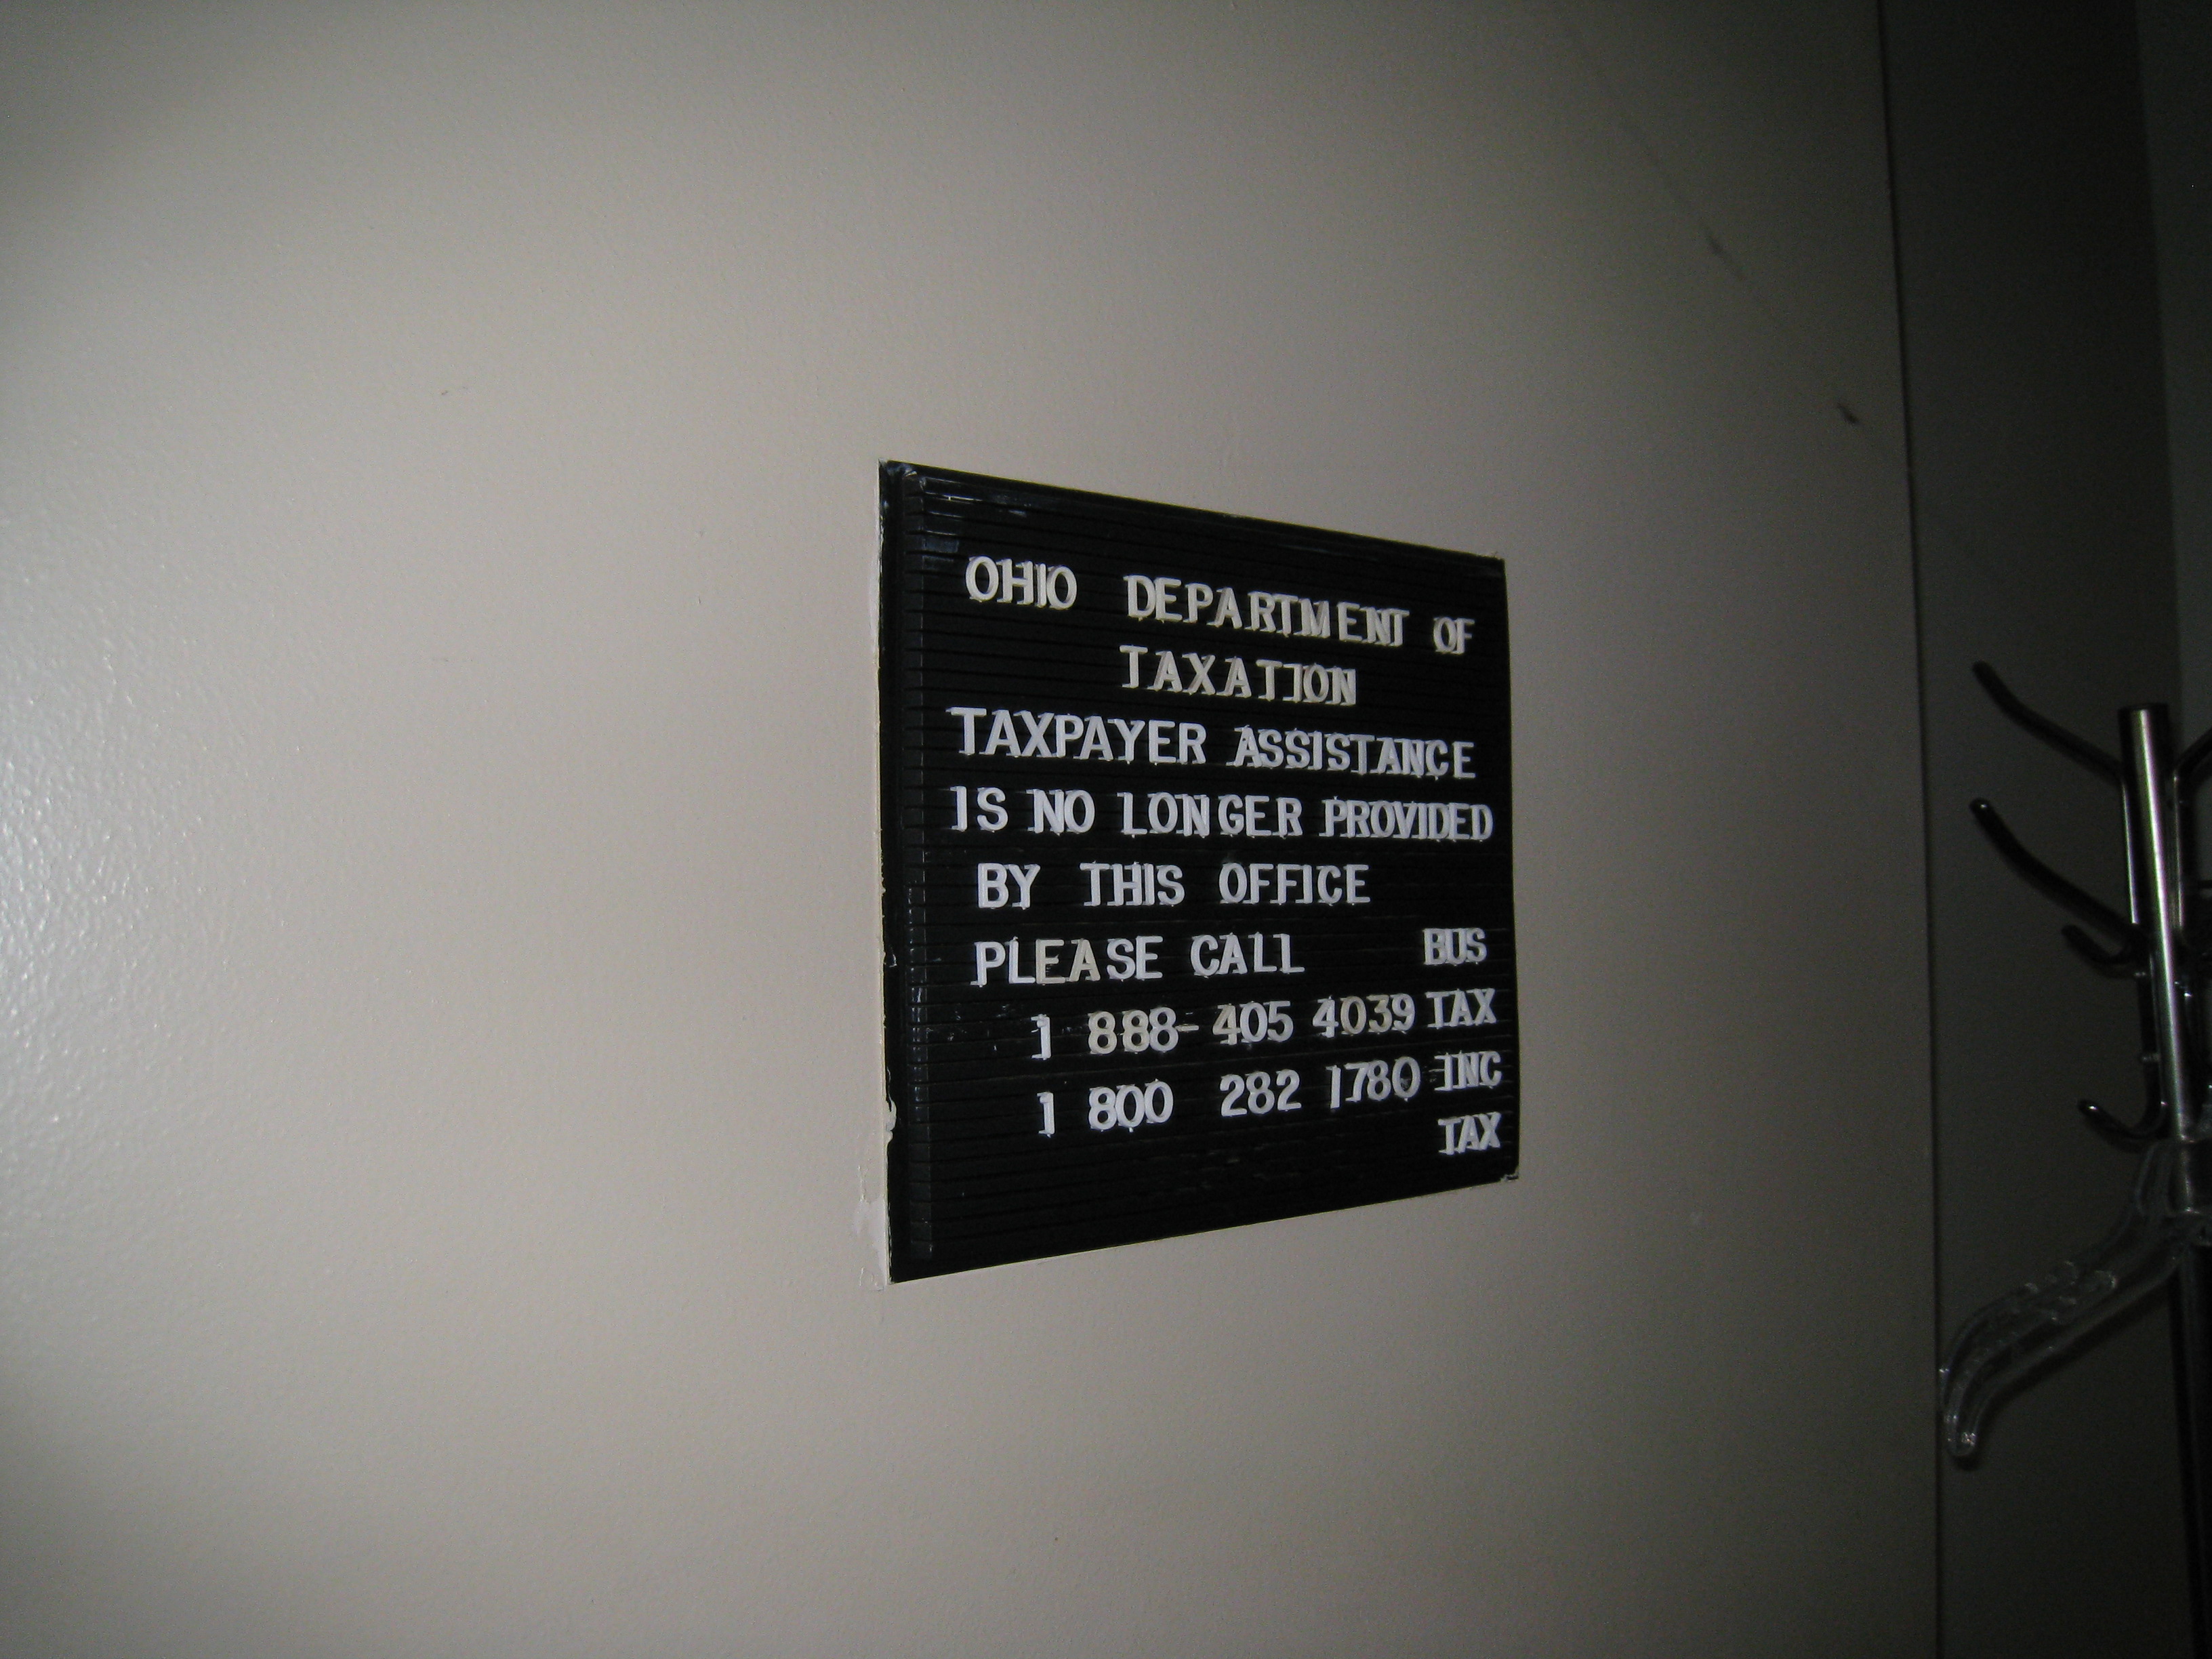 OHIO DEPARTMENT OF
TAXATION
TAXPAYER ASSISTANCE
IS NO LONGER PROVIDED
BY THIS OFFICE
PLEASE CALL BUS
1 888- 405 4039 TAX
1 800 282 1780 INC
TAX